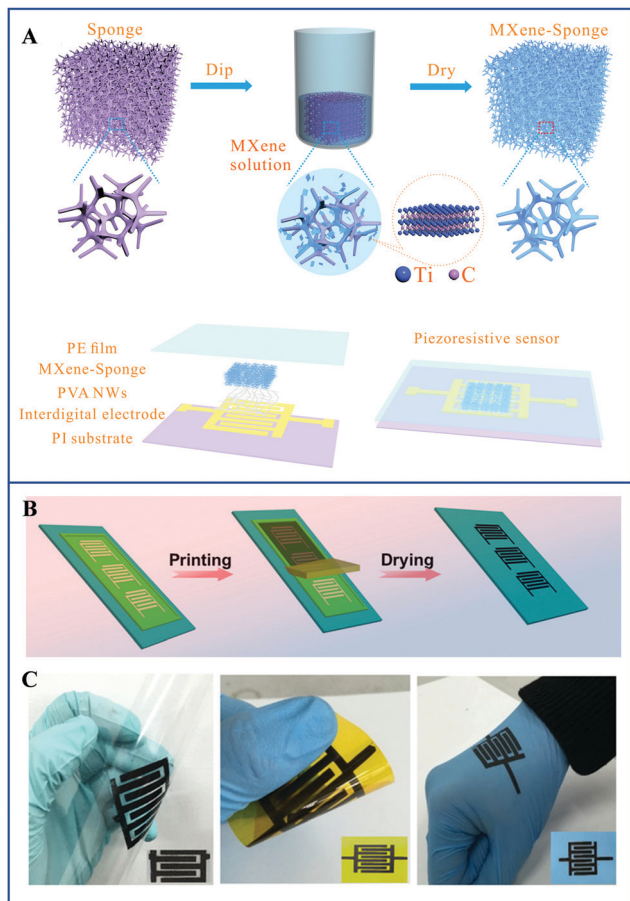 A
Sponge
Dip
Dry
MXene-Sponge
MXene
solution
Ti
C
PE film
MXene-Sponge
PVA NWs
Interdigital electrode
PI substrate
Piezoresistive sensor
B
Printing
Drying
C